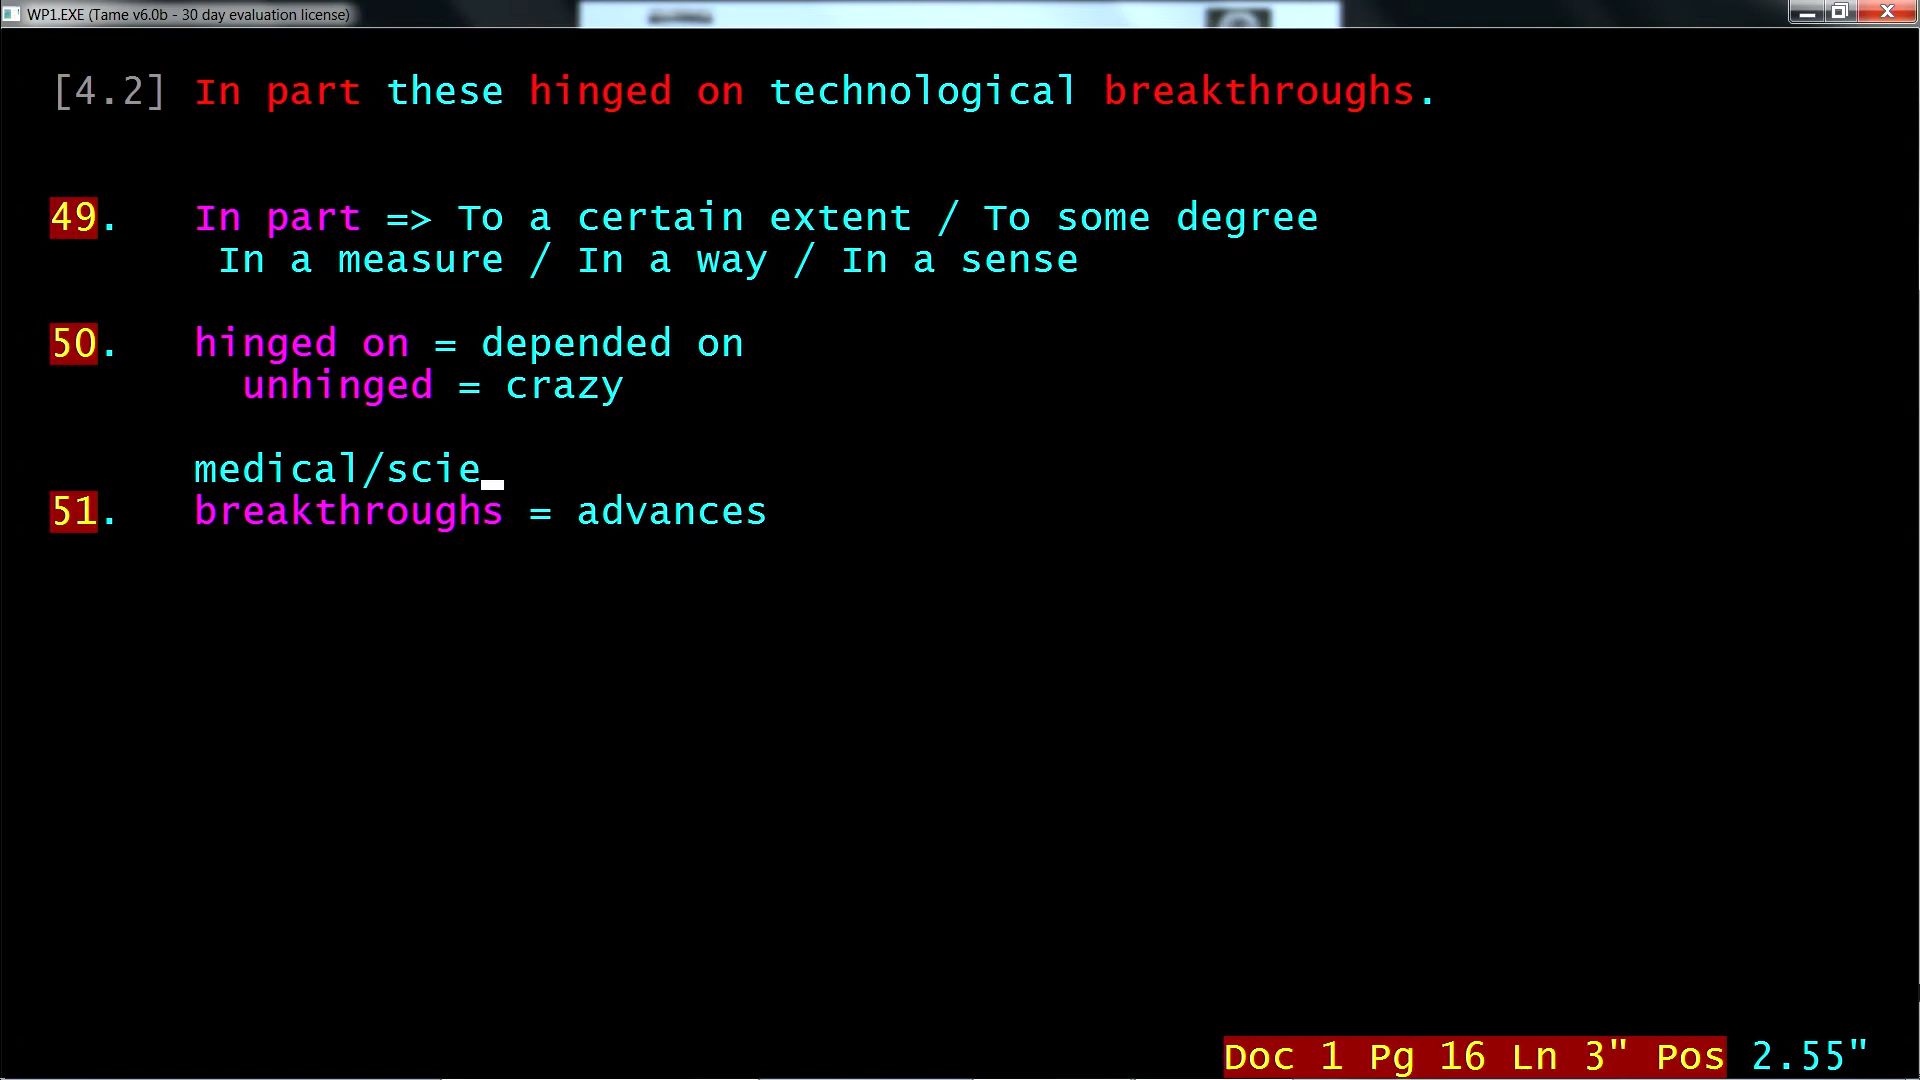 WP1.EXE (Tame v6.0b - 30 day evaluation license)
[4.2] In part these hinged on technological breakthroughs.
49. In part => To a certain extent / To some degree
In a measure / In a way / In a sense
50. hinged on = depended on
unhinged = crazy
medical/scie
51. breakthroughs = advances
Doc 1 Pg 16 Ln 3" Pos 2.55"